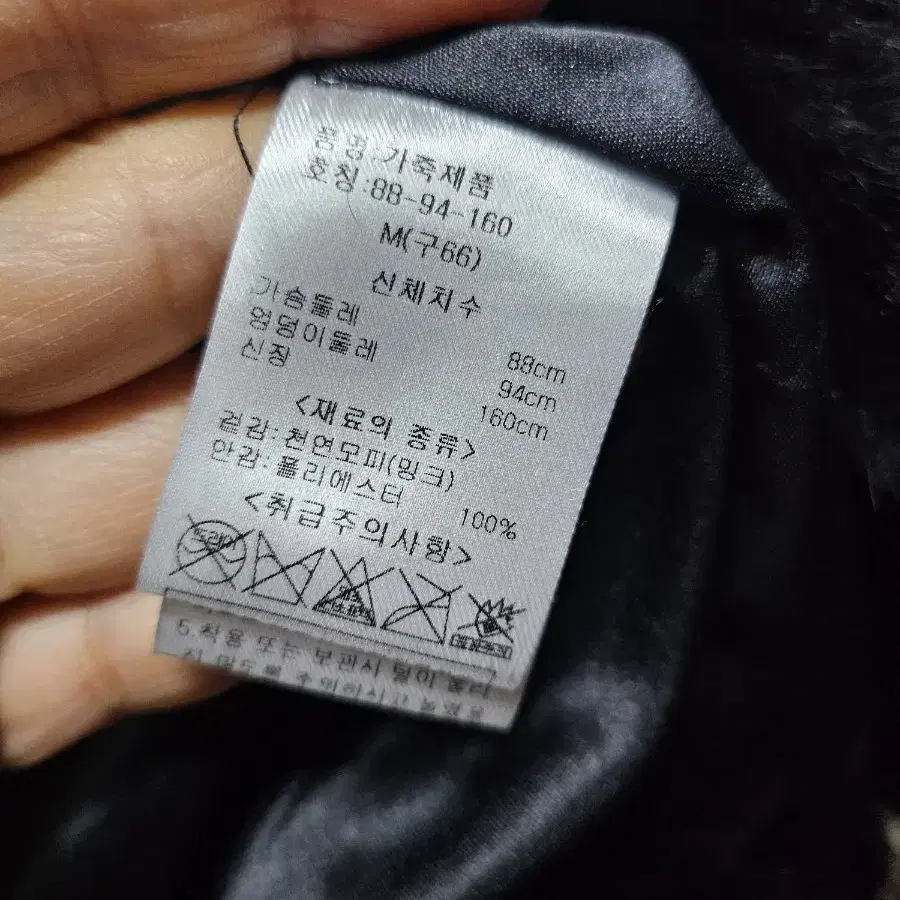 품 명:가죽제품
호칭:88-94-160
M(구66)
신체치수
가슴둘레 88cm
엉덩이둘레 94cm
신장 160cm
<재료의 종류>
겉감:천연모피(밍크)
안감:폴리에스터 100%
<취급주의사항>
드라이
5.착용 또는 보관시 털이 눌리